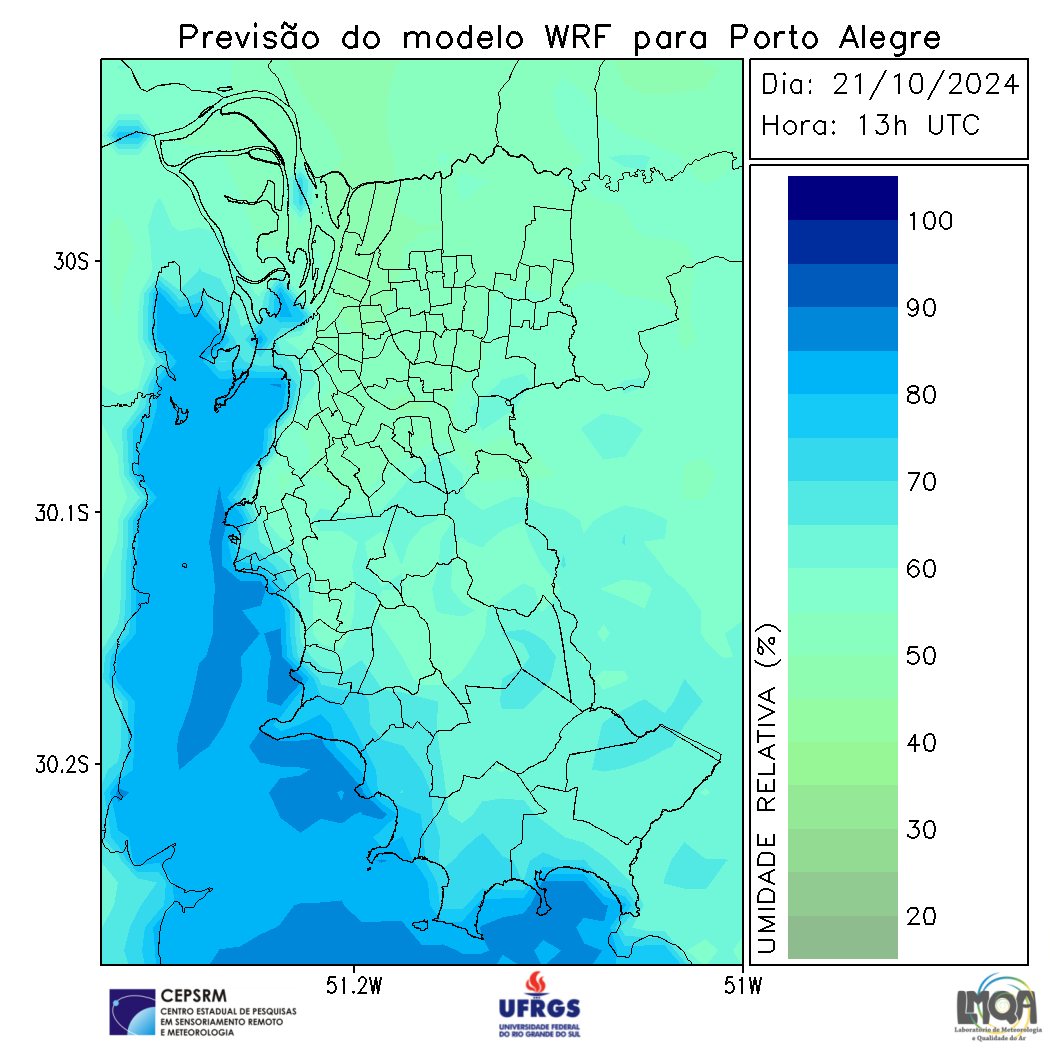 Previsão do modelo WRF para Porto Alegre
Dia: 21/10/2024
Hora: 13h UTC
30S
30.1S
30.2S
51.2W
51W
UMIDADE RELATIVA (%)
100
90
80
70
60
50
40
30
20
CEPSRM
CENTRO ESTADUAL DE PESQUISAS
EM SENSORIAMENTO REMOTO
E METEOROLOGIA
UFRGS
UNIVERSIDADE FEDERAL
DO RIO GRANDE DO SUL
LMQA
Laboratório de Meteorologia
e Qualidade do Ar